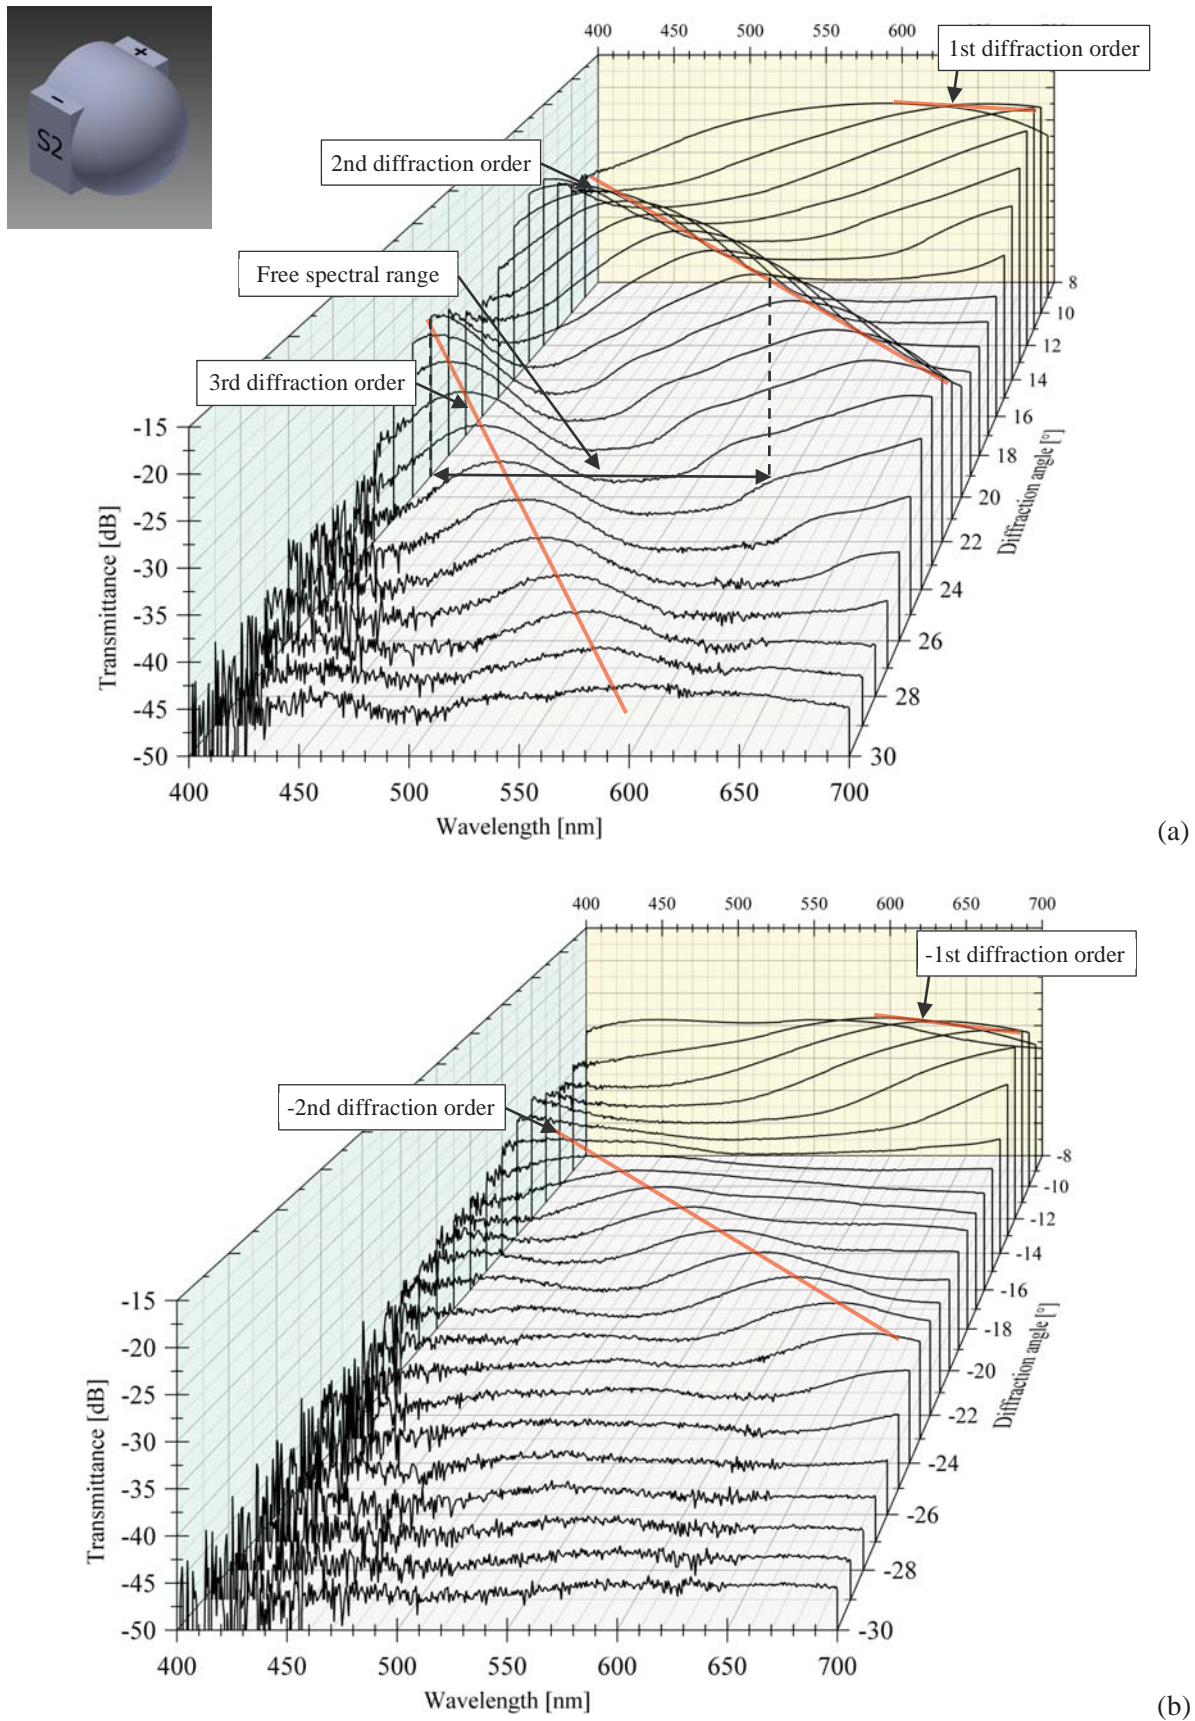 +
-
S2
400 450 500 550 600
1st diffraction order
2nd diffraction order
Free spectral range
3rd diffraction order
8
10
12
14
16
18
20
22
24
26
28
30
Diffraction angle [º]
-15
-20
-25
-30
-35
-40
-45
-50
Transmittance [dB]
400 450 500 550 600 650 700
Wavelength [nm]
(a)
400 450 500 550 600 650 700
-1st diffraction order
-2nd diffraction order
-8
-10
-12
-14
-16
-18
-20
-22
-24
-26
-28
-30
Diffraction angle [º]
-15
-20
-25
-30
-35
-40
-45
-50
Transmittance [dB]
400 450 500 550 600 650 700
Wavelength [nm]
(b)